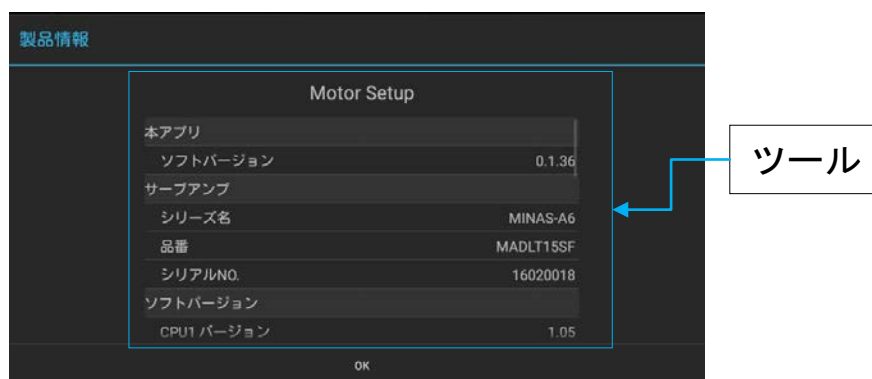 製品情報
Motor Setup
本アプリ
ソフトバージョン 0.1.36
サーブアンプ
シリーズ名 MINAS-A6
品番 MADLT15SF
シリアルNO. 16020018
ソフトバージョン
CPU1 バージョン 1.05
OK
ツール